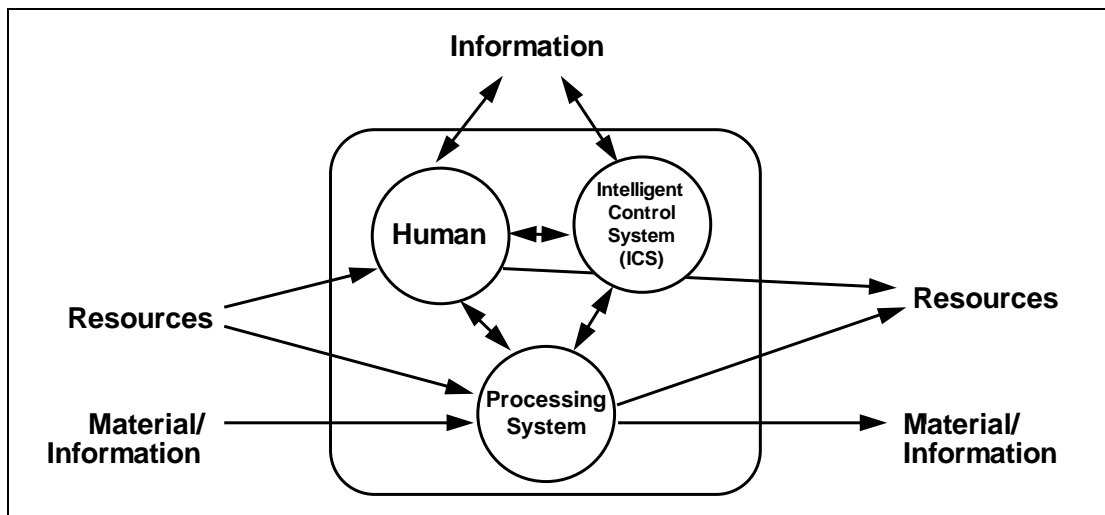 Information
Human
Intelligent
Control
System
(ICS)
Resources
Resources
Processing
System
Material/
Information
Material/
Information